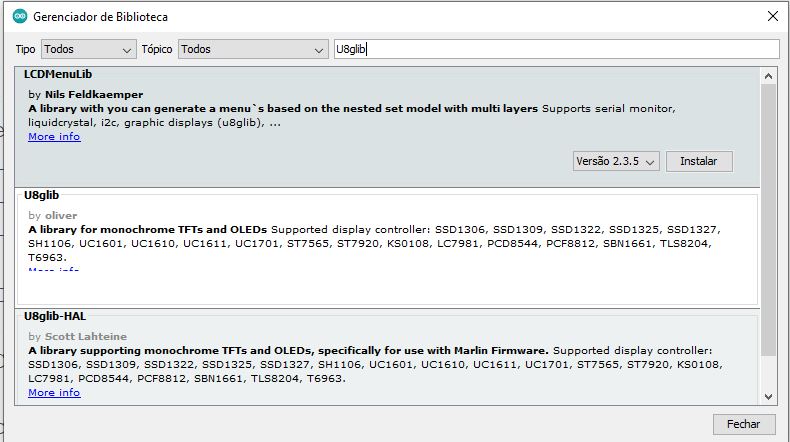 Gerenciador de Biblioteca
Tipo Todos Tópico Todos U8glib
LCDMenuLib
by Nils Feldkaemper
A library with you can generate a menu`s based on the nested set model with multi layers Supports serial monitor,
liquidcrystal, i2c, graphic displays (u8glib), ...
More info
Versão 2.3.5 Instalar
U8glib
by oliver
A library for monochrome TFTs and OLEDs Supported display controller: SSD1306, SSD1309, SSD1322, SSD1325, SSD1327,
SH1106, UC1601, UC1610, UC1611, UC1701, ST7565, ST7920, KS0108, LC7981, PCD8544, PCF8812, SBN1661, TLS8204,
T6963.
More info
U8glib-HAL
by Scott Lahteine
A library supporting monochrome TFTs and OLEDs, specifically for use with Marlin Firmware. Supported display controller:
SSD1306, SSD1309, SSD1322, SSD1325, SSD1327, SH1106, UC1601, UC1610, UC1611, UC1701, ST7565, ST7920, KS0108,
LC7981, PCD8544, PCF8812, SBN1661, TLS8204, T6963.
More info
Fechar